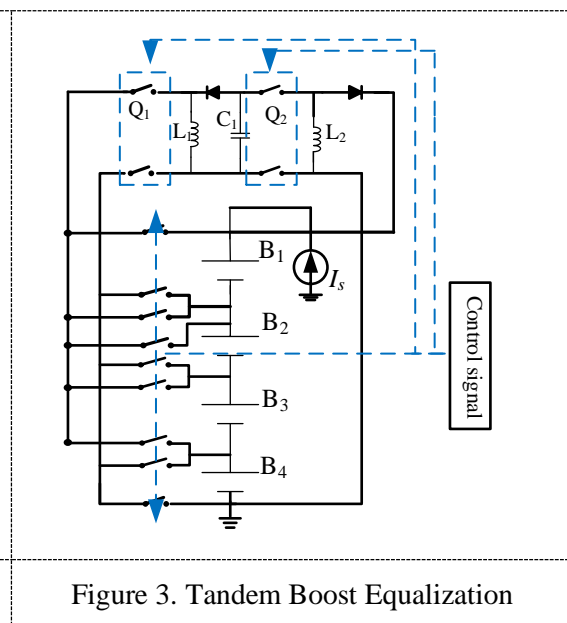 Q1
L1
C1
Q2
L2
B1
Is
B2
B3
B4
Control signal
Figure 3. Tandem Boost Equalization